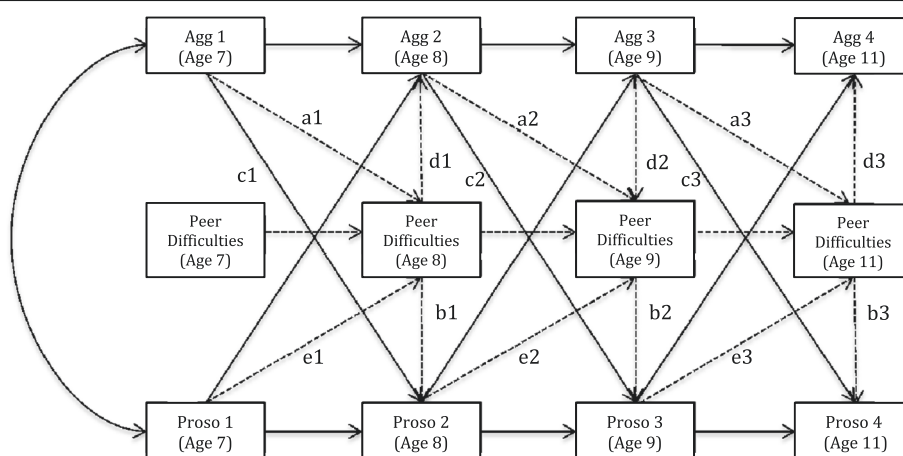 Agg 1
(Age 7)
Agg 2
(Age 8)
Agg 3
(Age 9)
Agg 4
(Age 11)
a1
a2
a3
c1
d1
c2
d2
c3
d3
Peer
Difficulties
(Age 7)
Peer
Difficulties
(Age 8)
Peer
Difficulties
(Age 9)
Peer
Difficulties
(Age 11)
e1
b1
e2
b2
e3
b3
Proso 1
(Age 7)
Proso 2
(Age 8)
Proso 3
(Age 9)
Proso 4
(Age 11)